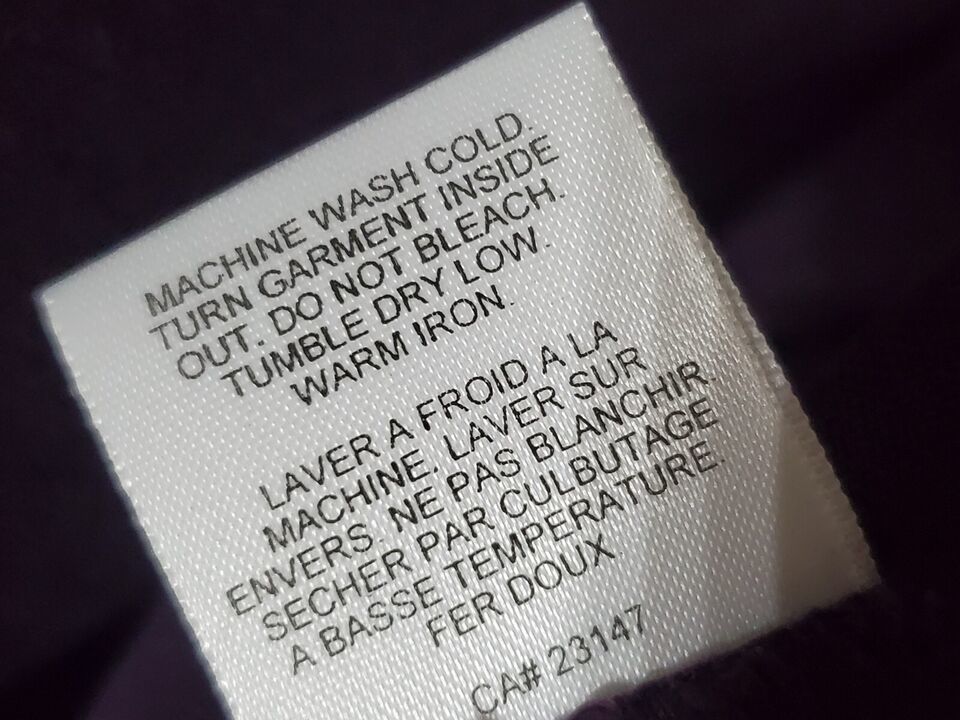 MACHINE WASH COLD.
TURN GARMENT INSIDE
OUT. DO NOT BLEACH.
TUMBLE DRY LOW.
WARM IRON.
LAVER A FROID A LA
MACHINE. LAVER SUR
ENVERS. NE PAS BLANCHIR.
SECHER PAR CULBUTAGE
A BASSE TEMPERATURE.
FER DOUX
CA# 23147